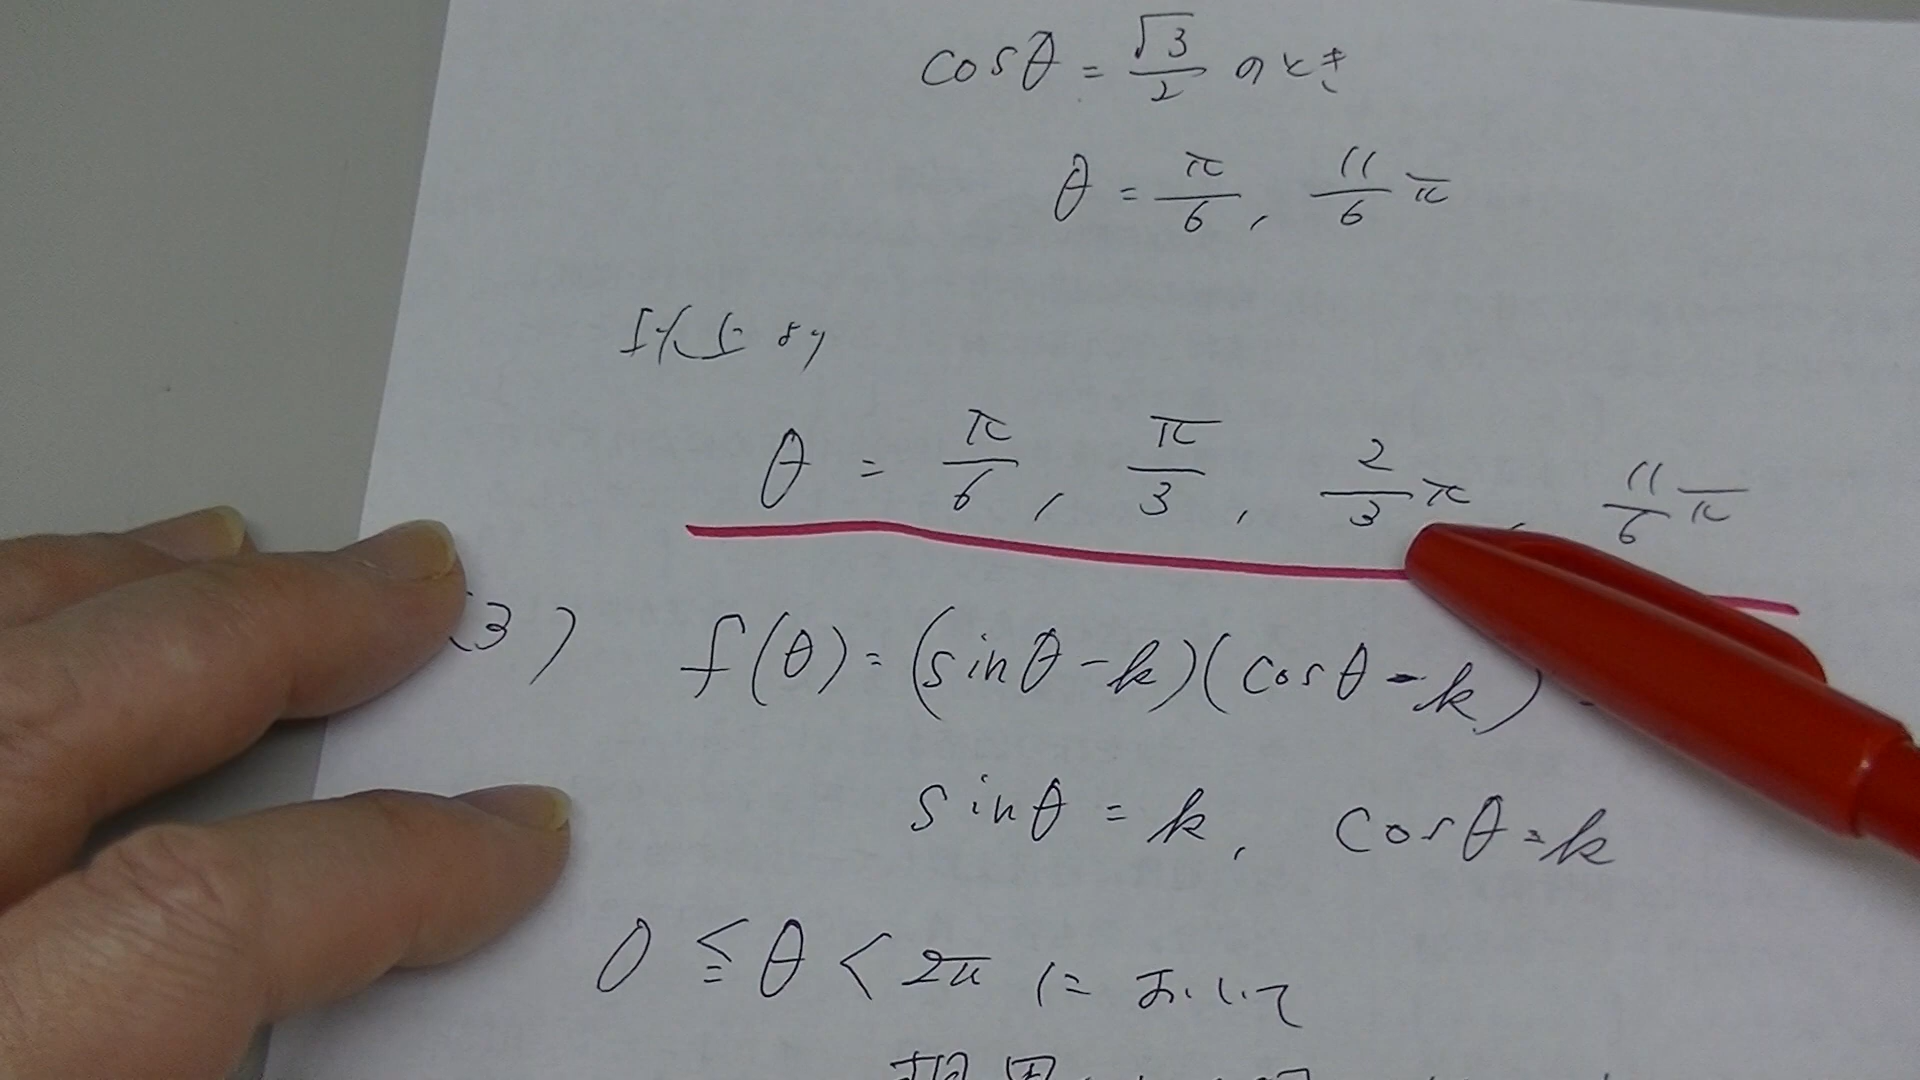 cosθ = √3/2 のとき
θ = π/6, 11/6 π
以上より
θ = π/6, π/3, 2/3 π, 11/6 π
(3) f(θ) = (sinθ - k)(cosθ - k)
sinθ = k, cosθ = k
0 ≦ θ < 2π において